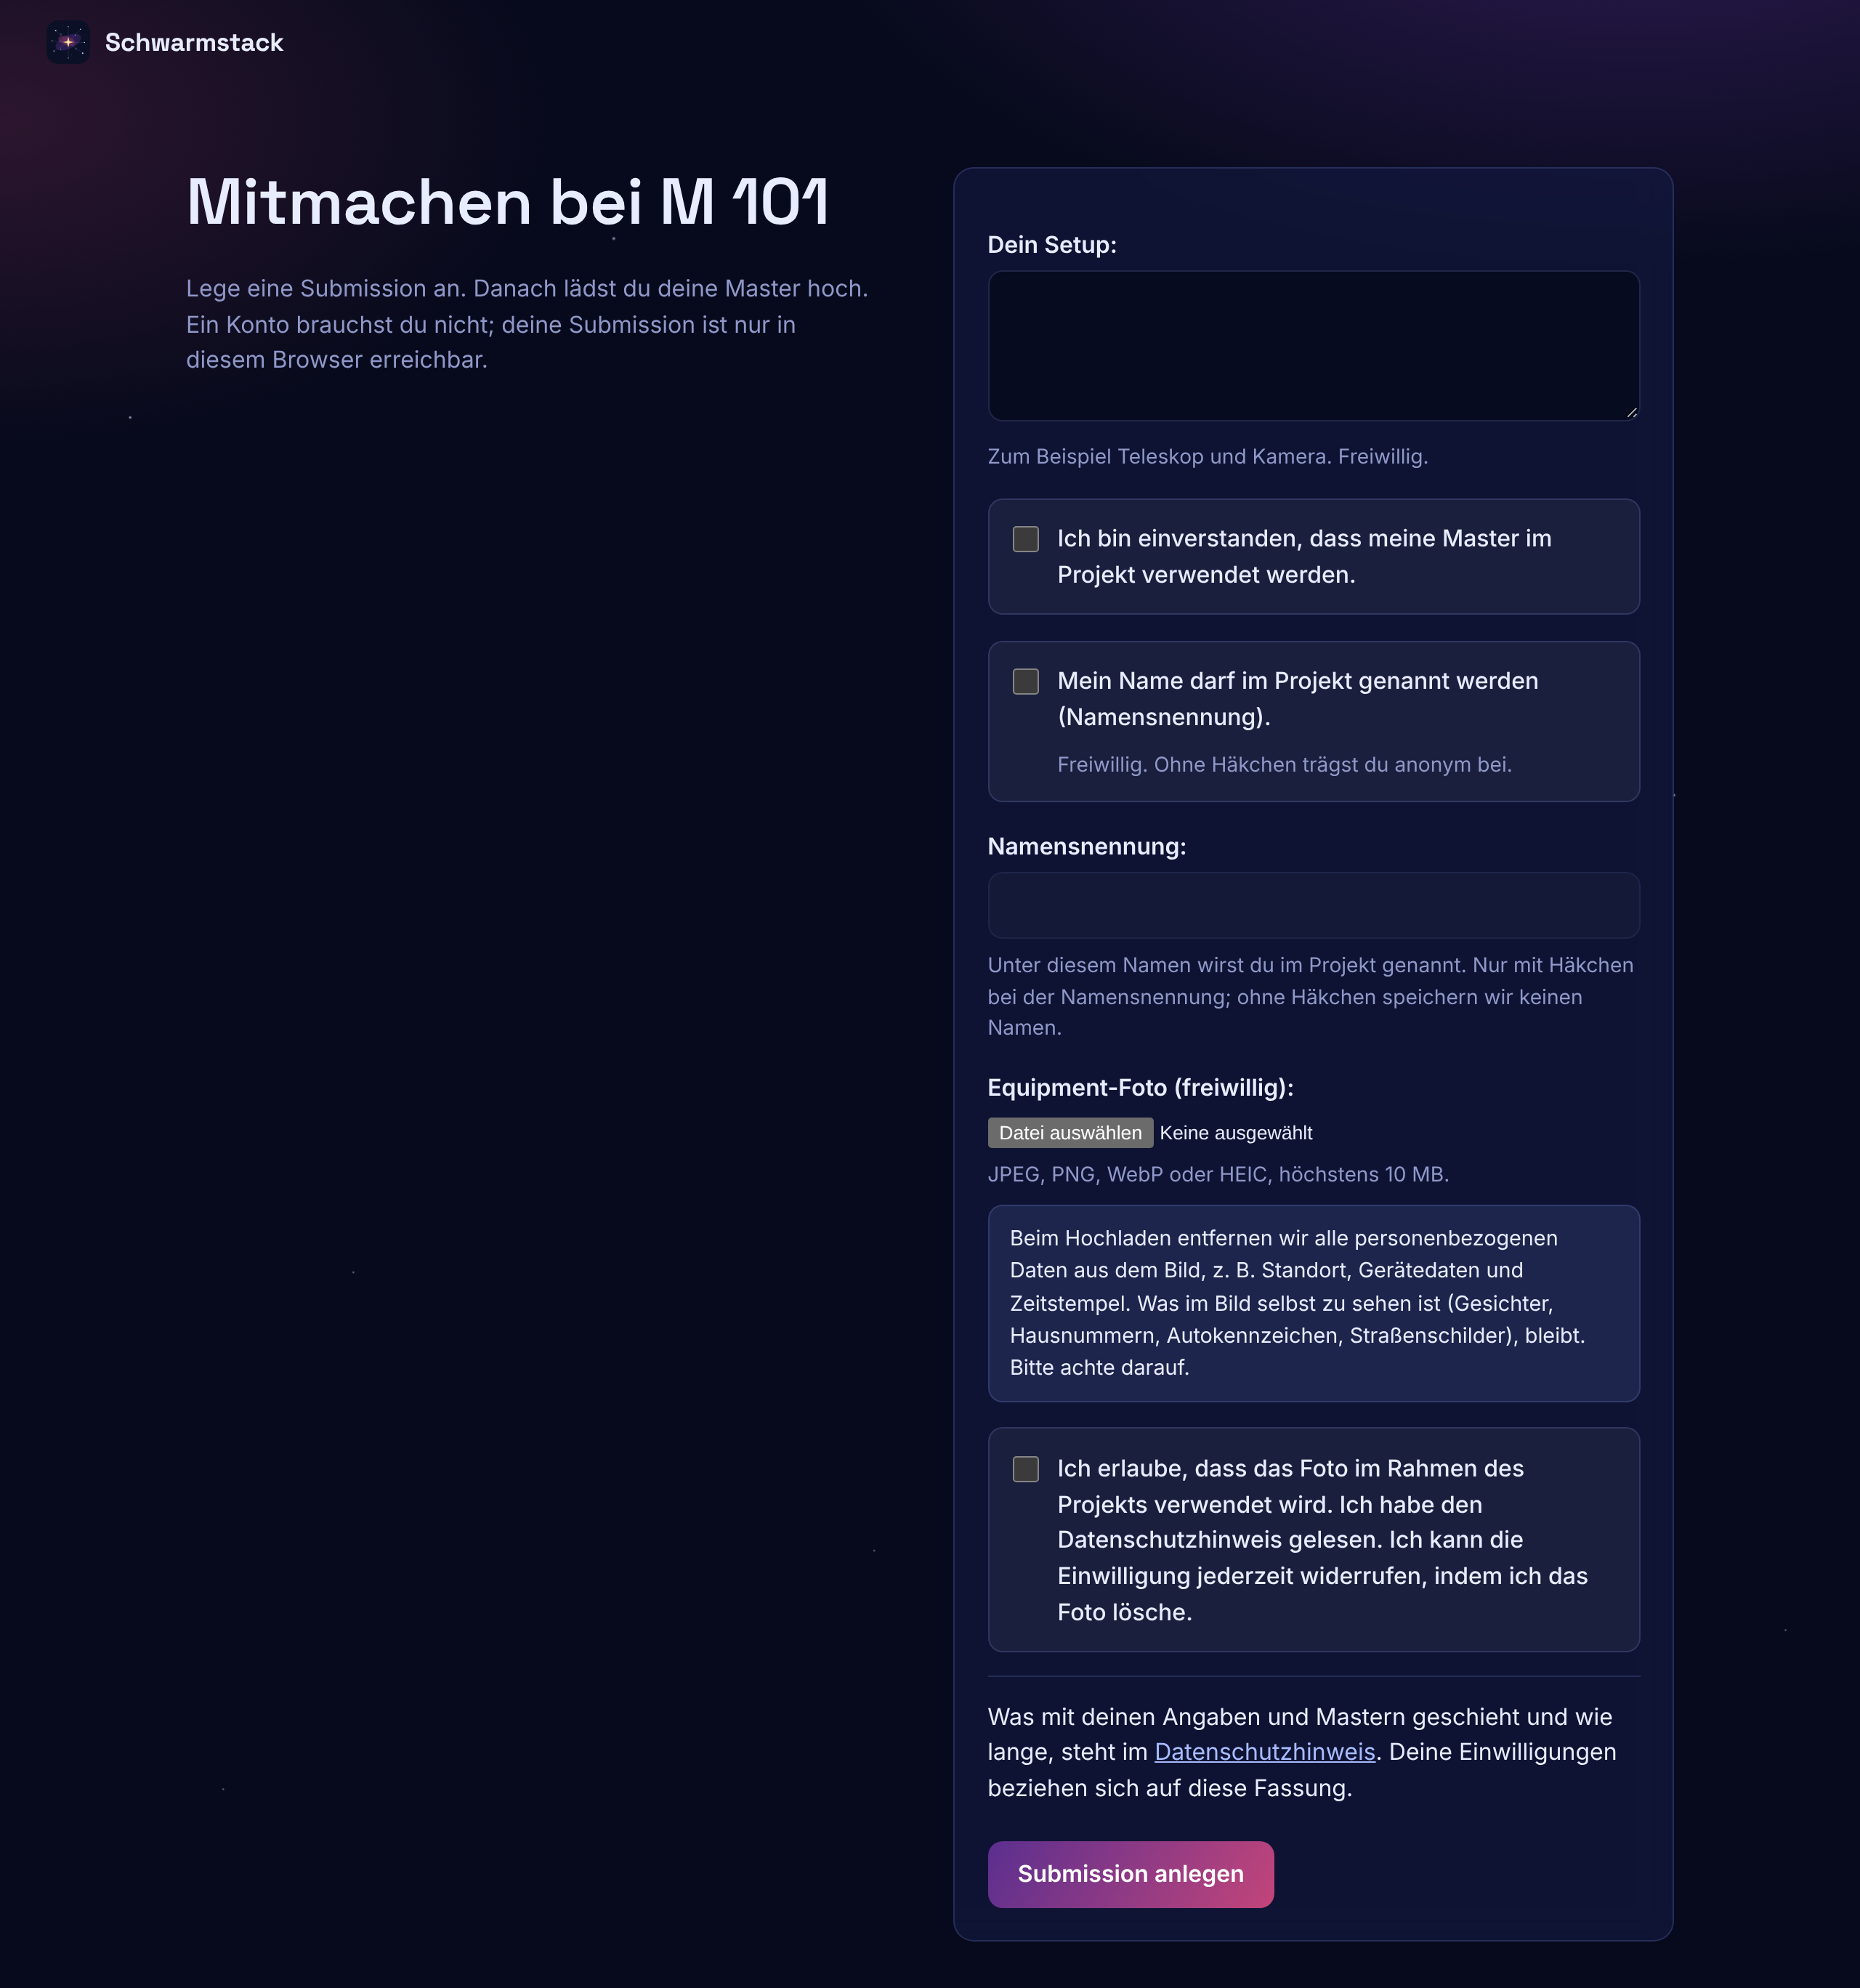 Schwarmstack
Mitmachen bei M 101
Lege eine Submission an. Danach lädst du deine Master hoch.
Ein Konto brauchst du nicht; deine Submission ist nur in
diesem Browser erreichbar.
Dein Setup:
Zum Beispiel Teleskop und Kamera. Freiwillig.
Ich bin einverstanden, dass meine Master im
Projekt verwendet werden.
Mein Name darf im Projekt genannt werden
(Namensnennung).
Freiwillig. Ohne Häkchen trägst du anonym bei.
Namensnennung:
Unter diesem Namen wirst du im Projekt genannt. Nur mit Häkchen
bei der Namensnennung; ohne Häkchen speichern wir keinen
Namen.
Equipment-Foto (freiwillig):
Datei auswählen Keine ausgewählt
JPEG, PNG, WebP oder HEIC, höchstens 10 MB.
Beim Hochladen entfernen wir alle personenbezogenen
Daten aus dem Bild, z. B. Standort, Gerätedaten und
Zeitstempel. Was im Bild selbst zu sehen ist (Gesichter,
Hausnummern, Autokennzeichen, Straßenschilder), bleibt.
Bitte achte darauf.
Ich erlaube, dass das Foto im Rahmen des
Projekts verwendet wird. Ich habe den
Datenschutzhinweis gelesen. Ich kann die
Einwilligung jederzeit widerrufen, indem ich das
Foto lösche.
Was mit deinen Angaben und Mastern geschieht und wie
lange, steht im Datenschutzhinweis. Deine Einwilligungen
beziehen sich auf diese Fassung.
Submission anlegen